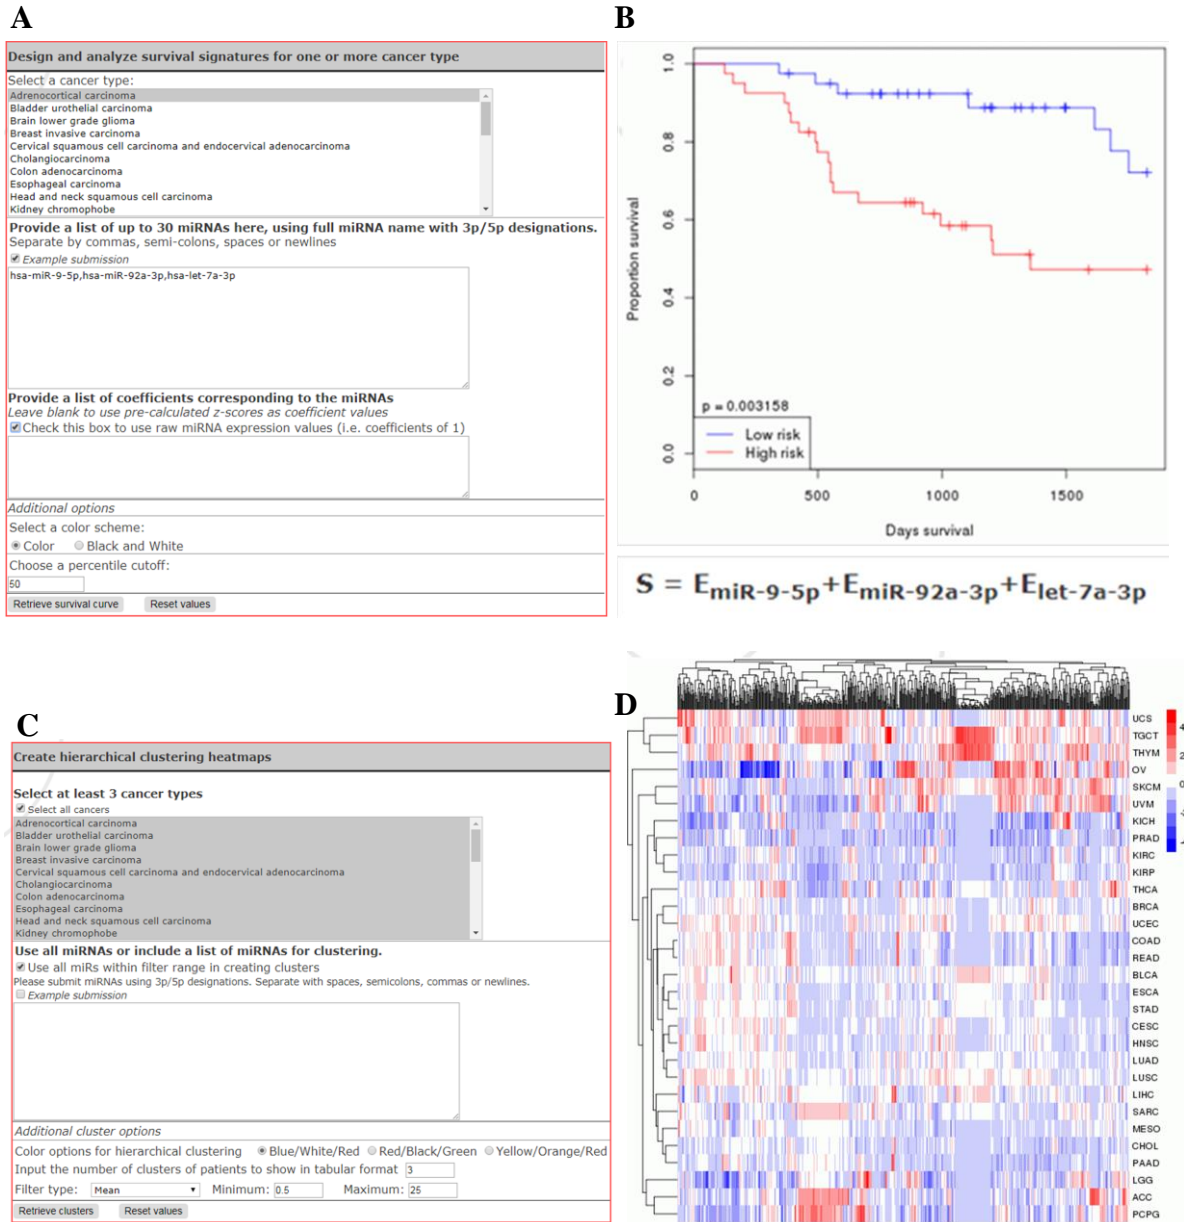 A
Design and analyze survival signatures for one or more cancer type
Select a cancer type:
Adrenocortical carcinoma
Bladder urothelial carcinoma
Brain lower grade glioma
Breast invasive carcinoma
Cervical squamous cell carcinoma and endocervical adenocarcinoma
Cholangiocarcinoma
Colon adenocarcinoma
Esophageal carcinoma
Head and neck squamous cell carcinoma
Kidney chromophobe
Provide a list of up to 30 miRNAs here, using full miRNA name with 3p/5p designations.
Separate by commas, semi-colons, spaces or newlines
Example submission
hsa-miR-9-5p,hsa-miR-92a-3p,hsa-let-7a-3p
Provide a list of coefficients corresponding to the miRNAs
Leave blank to use pre-calculated z-scores as coefficient values
Check this box to use raw miRNA expression values (i.e. coefficients of 1)
Additional options
Select a color scheme:
Color Black and White
Choose a percentile cutoff:
50
Retrieve survival curve Reset values
B
Proportion survival
1.0
0.8
0.6
0.4
0.2
0.0
p = 0.003158
Low risk
High risk
0 500 1000 1500
Days survival
S = EmiR-9-5p+EmiR-92a-3p+Elet-7a-3p
C
Create hierarchical clustering heatmaps
Select at least 3 cancer types
Select all cancers
Adrenocortical carcinoma
Bladder urothelial carcinoma
Brain lower grade glioma
Breast invasive carcinoma
Cervical squamous cell carcinoma and endocervical adenocarcinoma
Cholangiocarcinoma
Colon adenocarcinoma
Esophageal carcinoma
Head and neck squamous cell carcinoma
Kidney chromophobe
Use all miRNAs or include a list of miRNAs for clustering.
Use all miRs within filter range in creating clusters
Please submit miRNAs using 3p/5p designations. Separate with spaces, semicolons, commas or newlines.
Example submission
Additional cluster options
Color options for hierarchical clustering Blue/White/Red Red/Black/Green Yellow/Orange/Red
Input the number of clusters of patients to show in tabular format 3
Filter type: Mean Minimum: 0.5 Maximum: 25
Retrieve clusters Reset values
D
UCS
TGCT
THYM
OV
SKCM
UVM
KICH
PRAD
KIRC
KIRP
THCA
BRCA
UCEC
COAD
READ
BLCA
ESCA
STAD
CESC
HNSC
LUAD
LUSC
LIHC
SARC
MESO
CHOL
PAAD
LGG
ACC
PCPG
4
2
0
-2